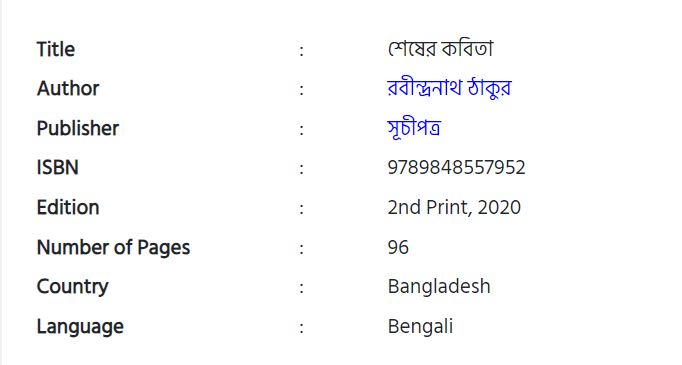 Title : শেষের কবিতা
Author : রবীন্দ্রনাথ ঠাকুর
Publisher : সূচীপত্র
ISBN : 9789848557952
Edition : 2nd Print, 2020
Number of Pages : 96
Country : Bangladesh
Language : Bengali